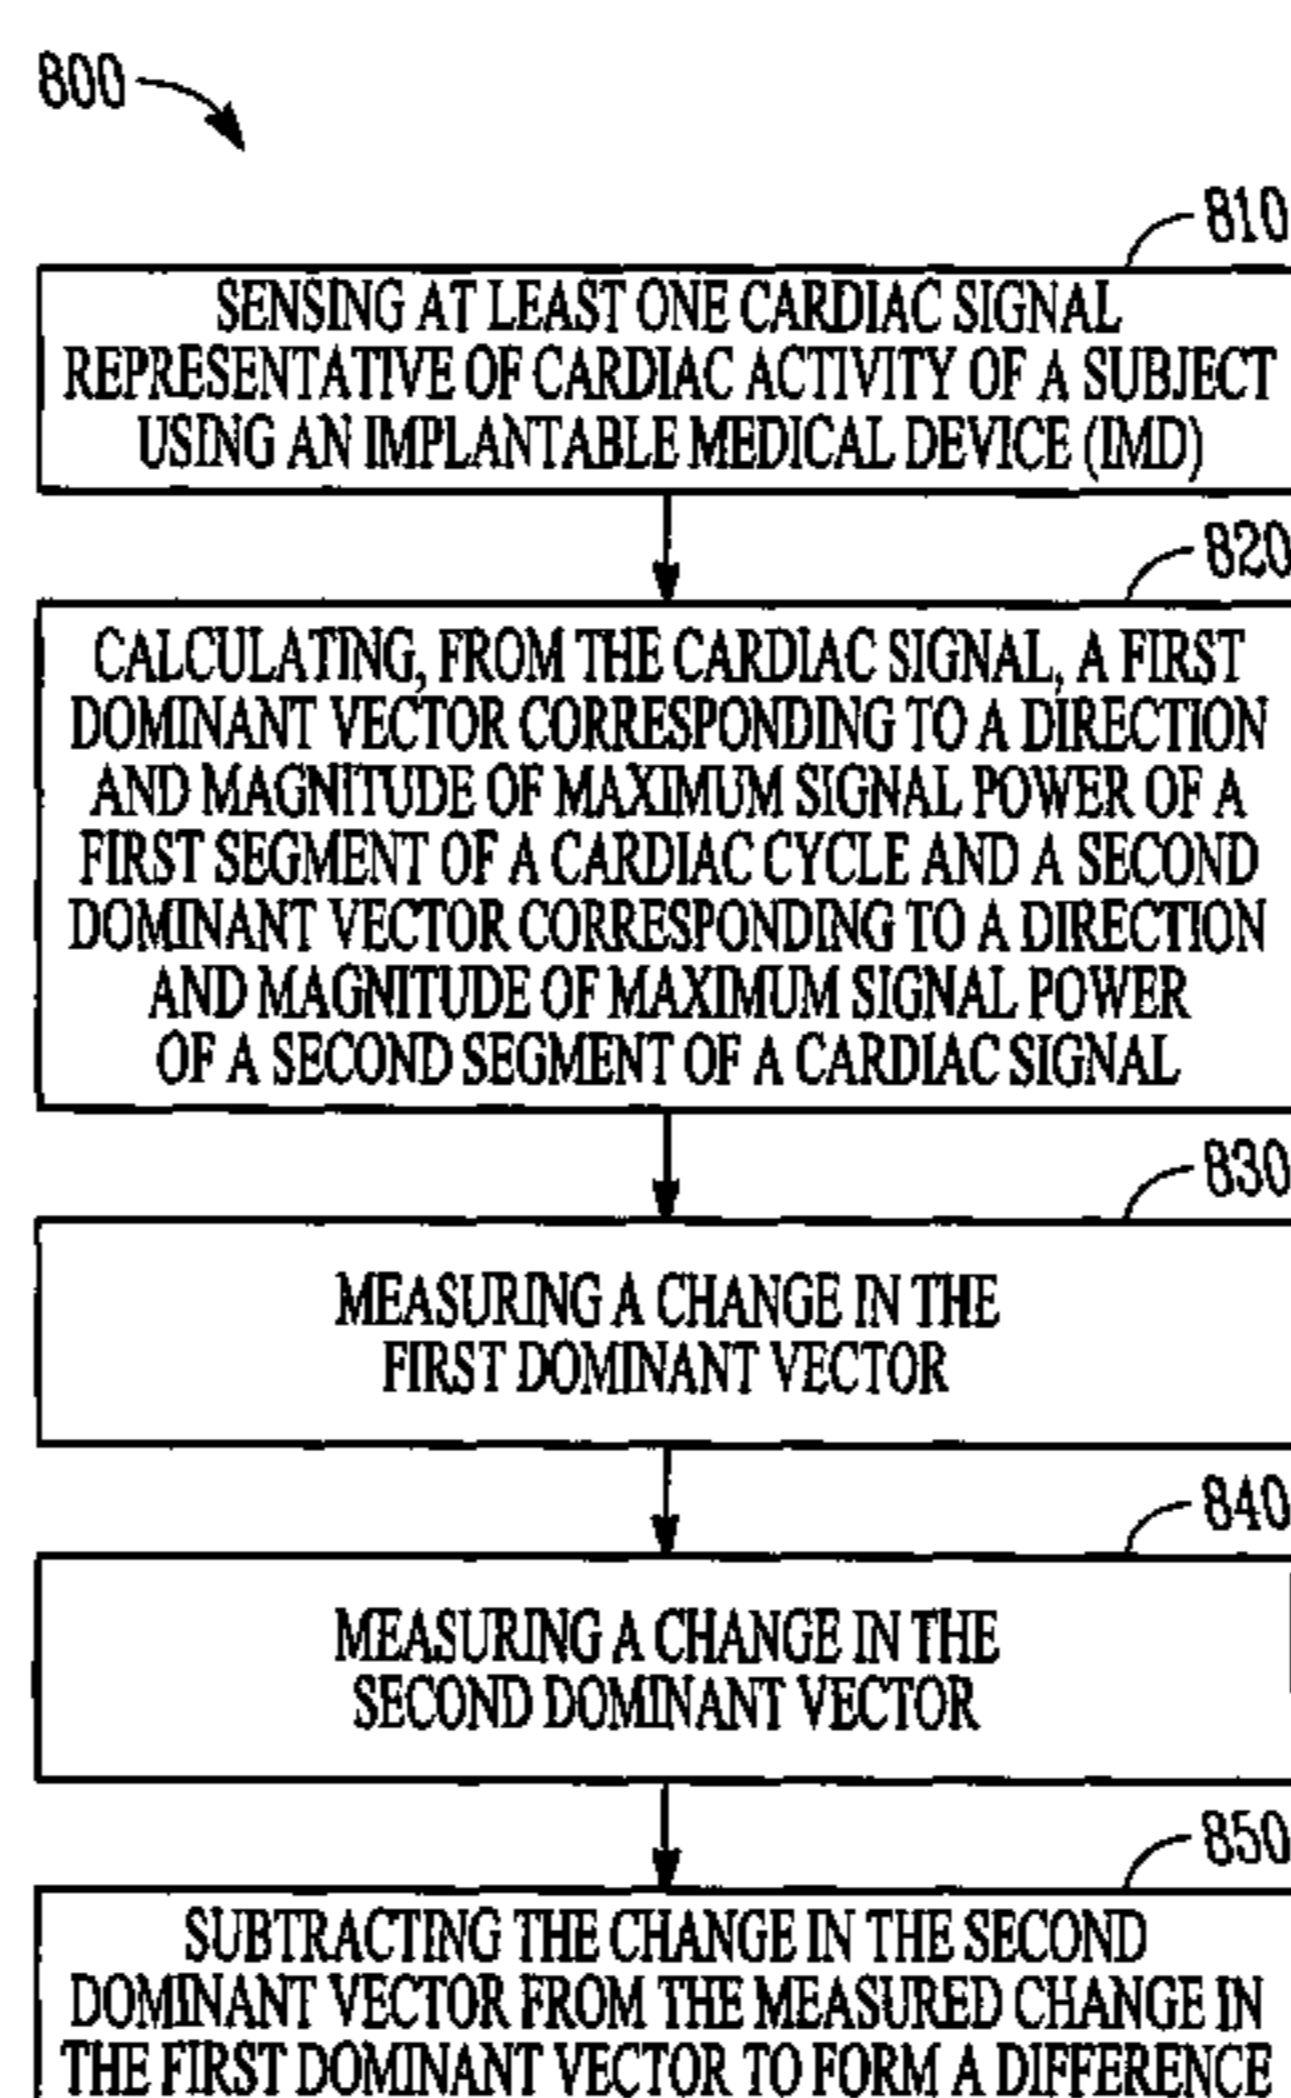 800
810
SENSING AT LEAST ONE CARDIAC SIGNAL
REPRESENTATIVE OF CARDIAC ACTIVITY OF A SUBJECT
USING AN IMPLANTABLE MEDICAL DEVICE (IMD)
820
CALCULATING, FROM THE CARDIAC SIGNAL, A FIRST
DOMINANT VECTOR CORRESPONDING TO A DIRECTION
AND MAGNITUDE OF MAXIMUM SIGNAL POWER OF A
FIRST SEGMENT OF A CARDIAC CYCLE AND A SECOND
DOMINANT VECTOR CORRESPONDING TO A DIRECTION
AND MAGNITUDE OF MAXIMUM SIGNAL POWER
OF A SECOND SEGMENT OF A CARDIAC SIGNAL
830
MEASURING A CHANGE IN THE
FIRST DOMINANT VECTOR
840
MEASURING A CHANGE IN THE
SECOND DOMINANT VECTOR
850
SUBTRACTING THE CHANGE IN THE SECOND
DOMINANT VECTOR FROM THE MEASURED CHANGE IN
THE FIRST DOMINANT VECTOR TO FORM A DIFFERENCE